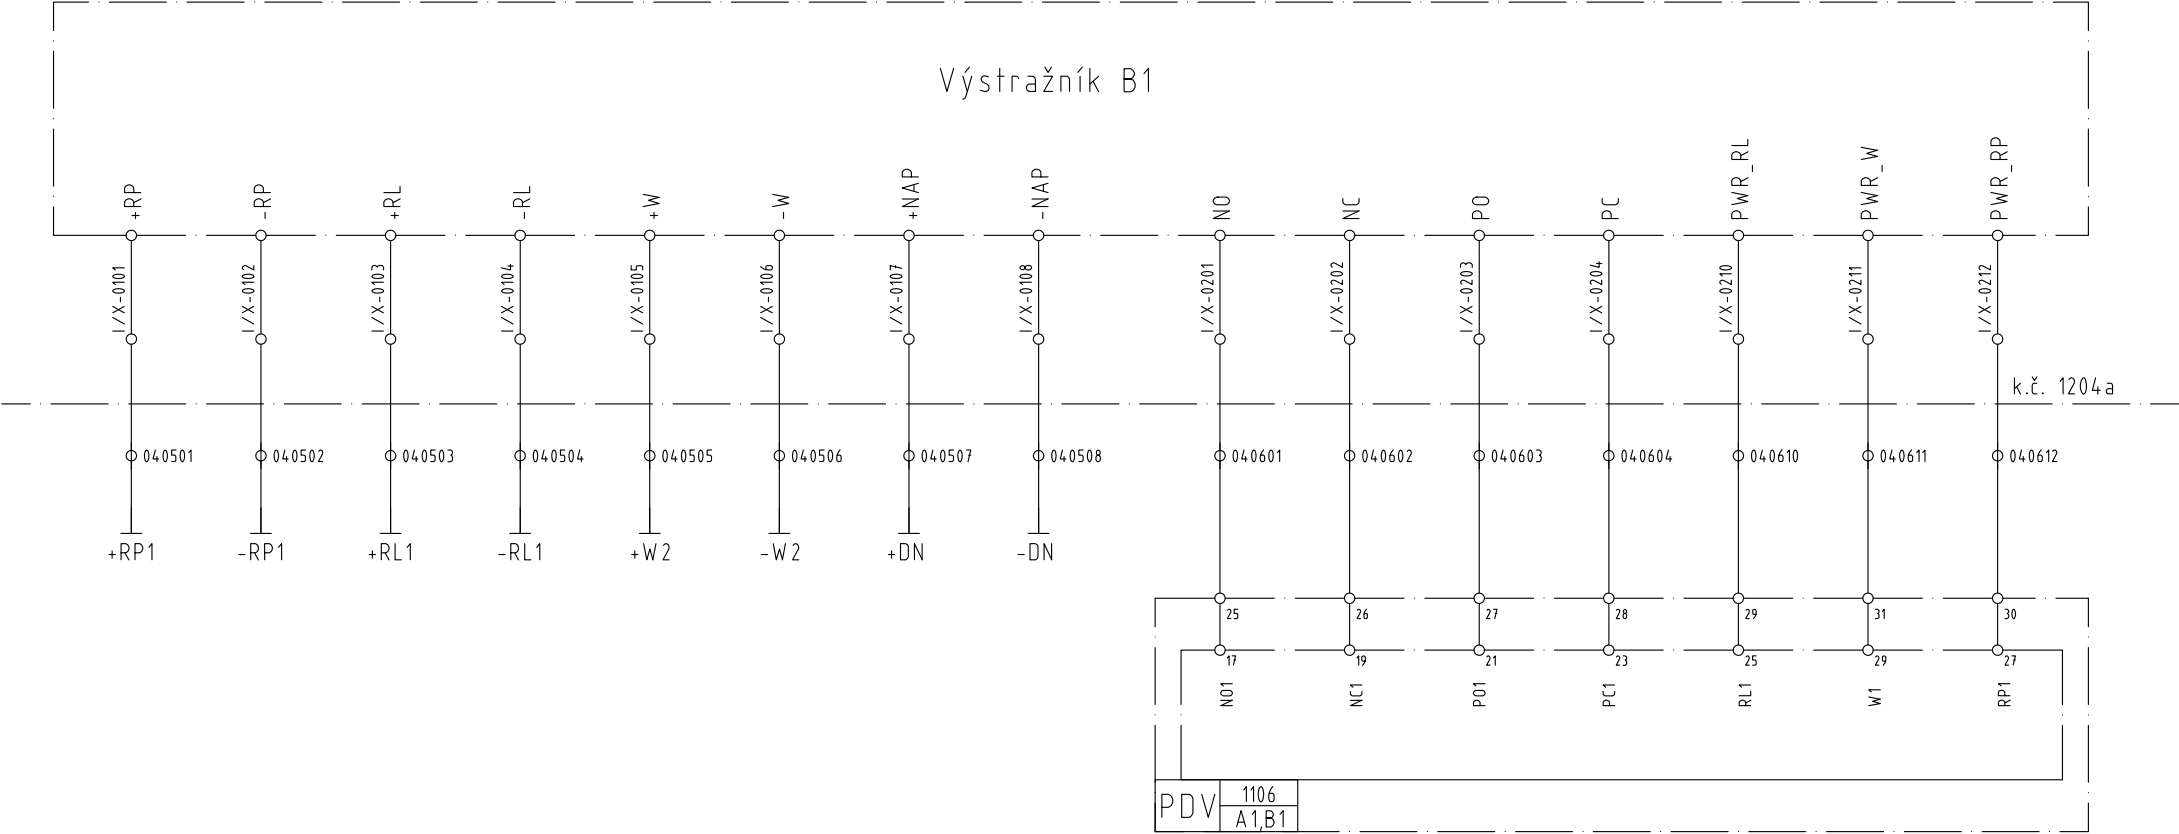 Výstražník B1
+RP -RP +RL -RL +W -W +NAP -NAP NO NC PO PC PWR_RL PWR_W PWR_RP
I/X-0101 I/X-0102 I/X-0103 I/X-0104 I/X-0105 I/X-0106 I/X-0107 I/X-0108 I/X-0201 I/X-0202 I/X-0203 I/X-0204 I/X-0210 I/X-0211 I/X-0212
k.č. 1204a
040501 040502 040503 040504 040505 040506 040507 040508 040601 040602 040603 040604 040610 040611 040612
+RP1 -RP1 +RL1 -RL1 +W2 -W2 +DN -DN
25 26 27 28 29 31 30
17 19 21 23 25 29 27
NO1 NC1 PO1 PC1 RL1 W1 RP1
PDV 1106
A1,B1